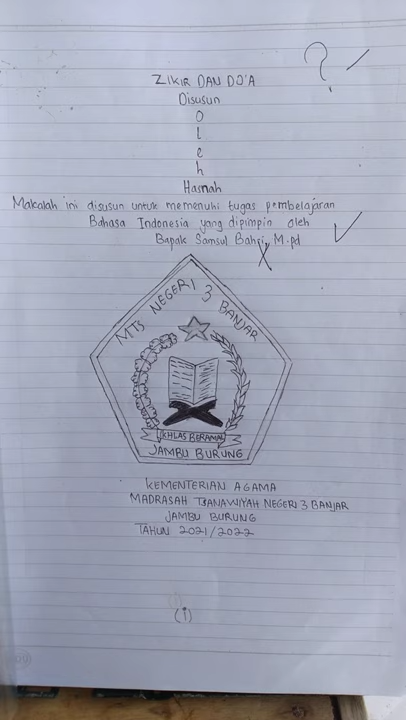 ?
ZIKIR DAN DO'A
Disusun
O
l
e
h
Hasnah
Makalah ini disusun untuk memenuhi tugas pembelajaran
Bahasa Indonesia yang dipimpin oleh
Bapak Samsul Bahri, M.pd
MTs NEGERI 3 BANJAR
IKHLAS BERAMAL
JAMBU BURUNG
KEMENTERIAN AGAMA
MADRASAH TSANAWIYAH NEGERI 3 BANJAR
JAMBU BURUNG
TAHUN 2021/2022
(i)